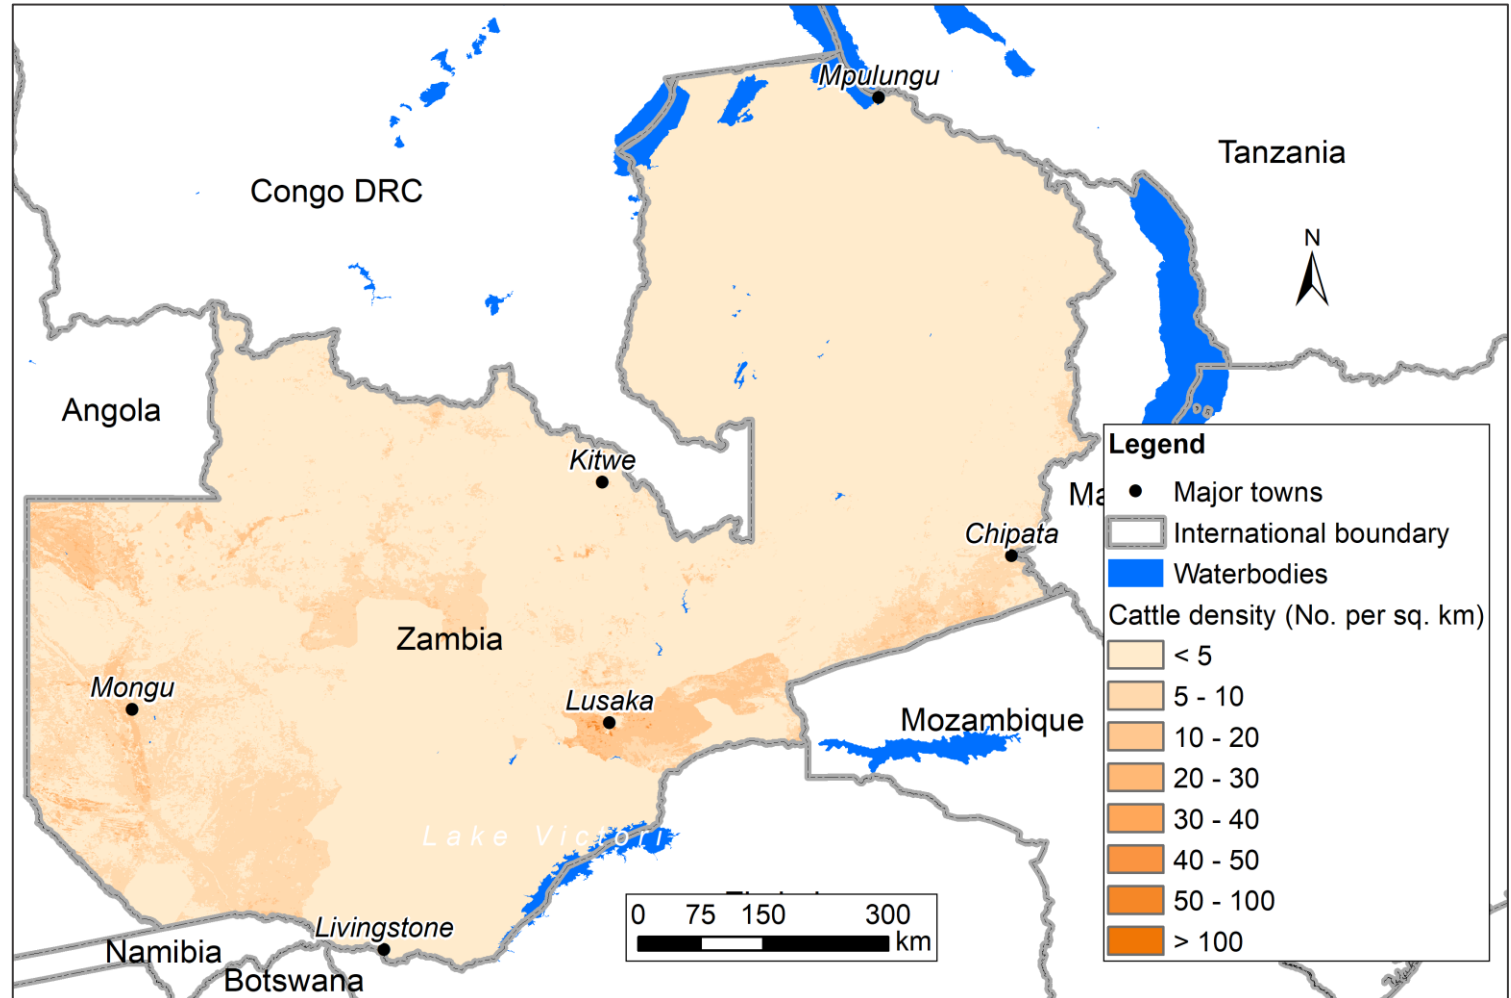 Mpulungu
Tanzania
Congo DRC
N
Angola
Kitwe
Ma
Chipata
Zambia
Mongu
Lusaka
Mozambique
Lake Victori
Livingstone
Namibia
Botswana
0 75 150 300
km
Legend
Major towns
International boundary
Waterbodies
Cattle density (No. per sq. km)
< 5
5 - 10
10 - 20
20 - 30
30 - 40
40 - 50
50 - 100
> 100